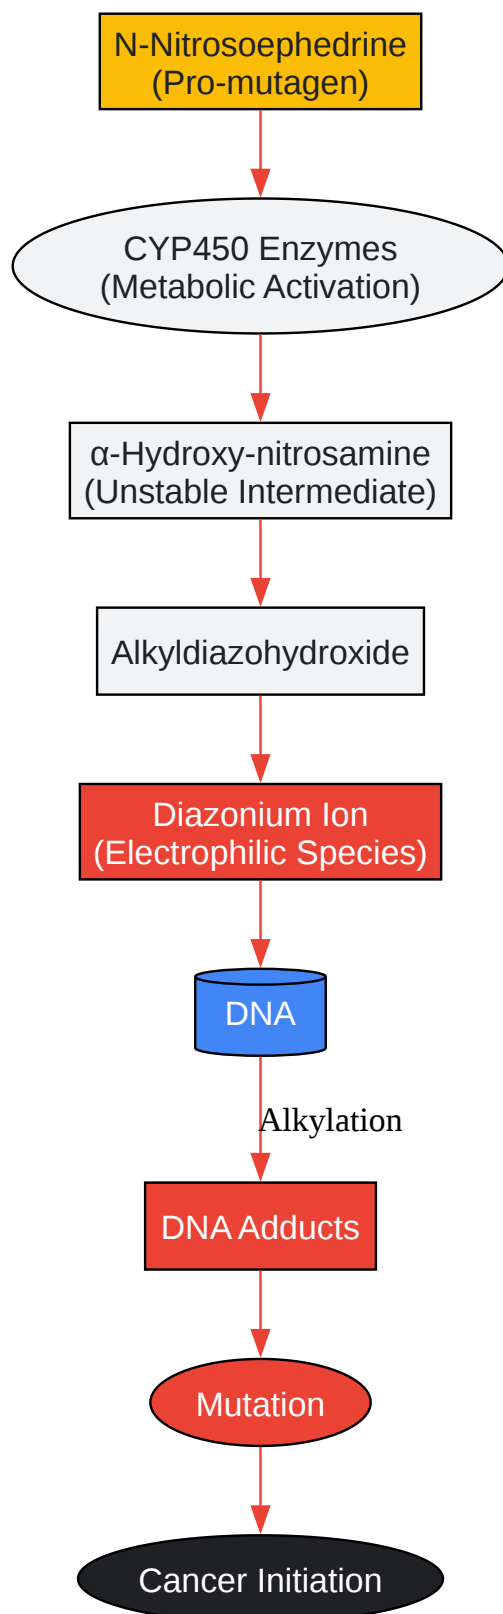 N-Nitrosoephedrine
(Pro-mutagen)
CYP450 Enzymes
(Metabolic Activation)
α-Hydroxy-nitrosamine
(Unstable Intermediate)
Alkyldiazohydroxide
Diazonium Ion
(Electrophilic Species)
DNA
Alkylation
DNA Adducts
Mutation
Cancer Initiation